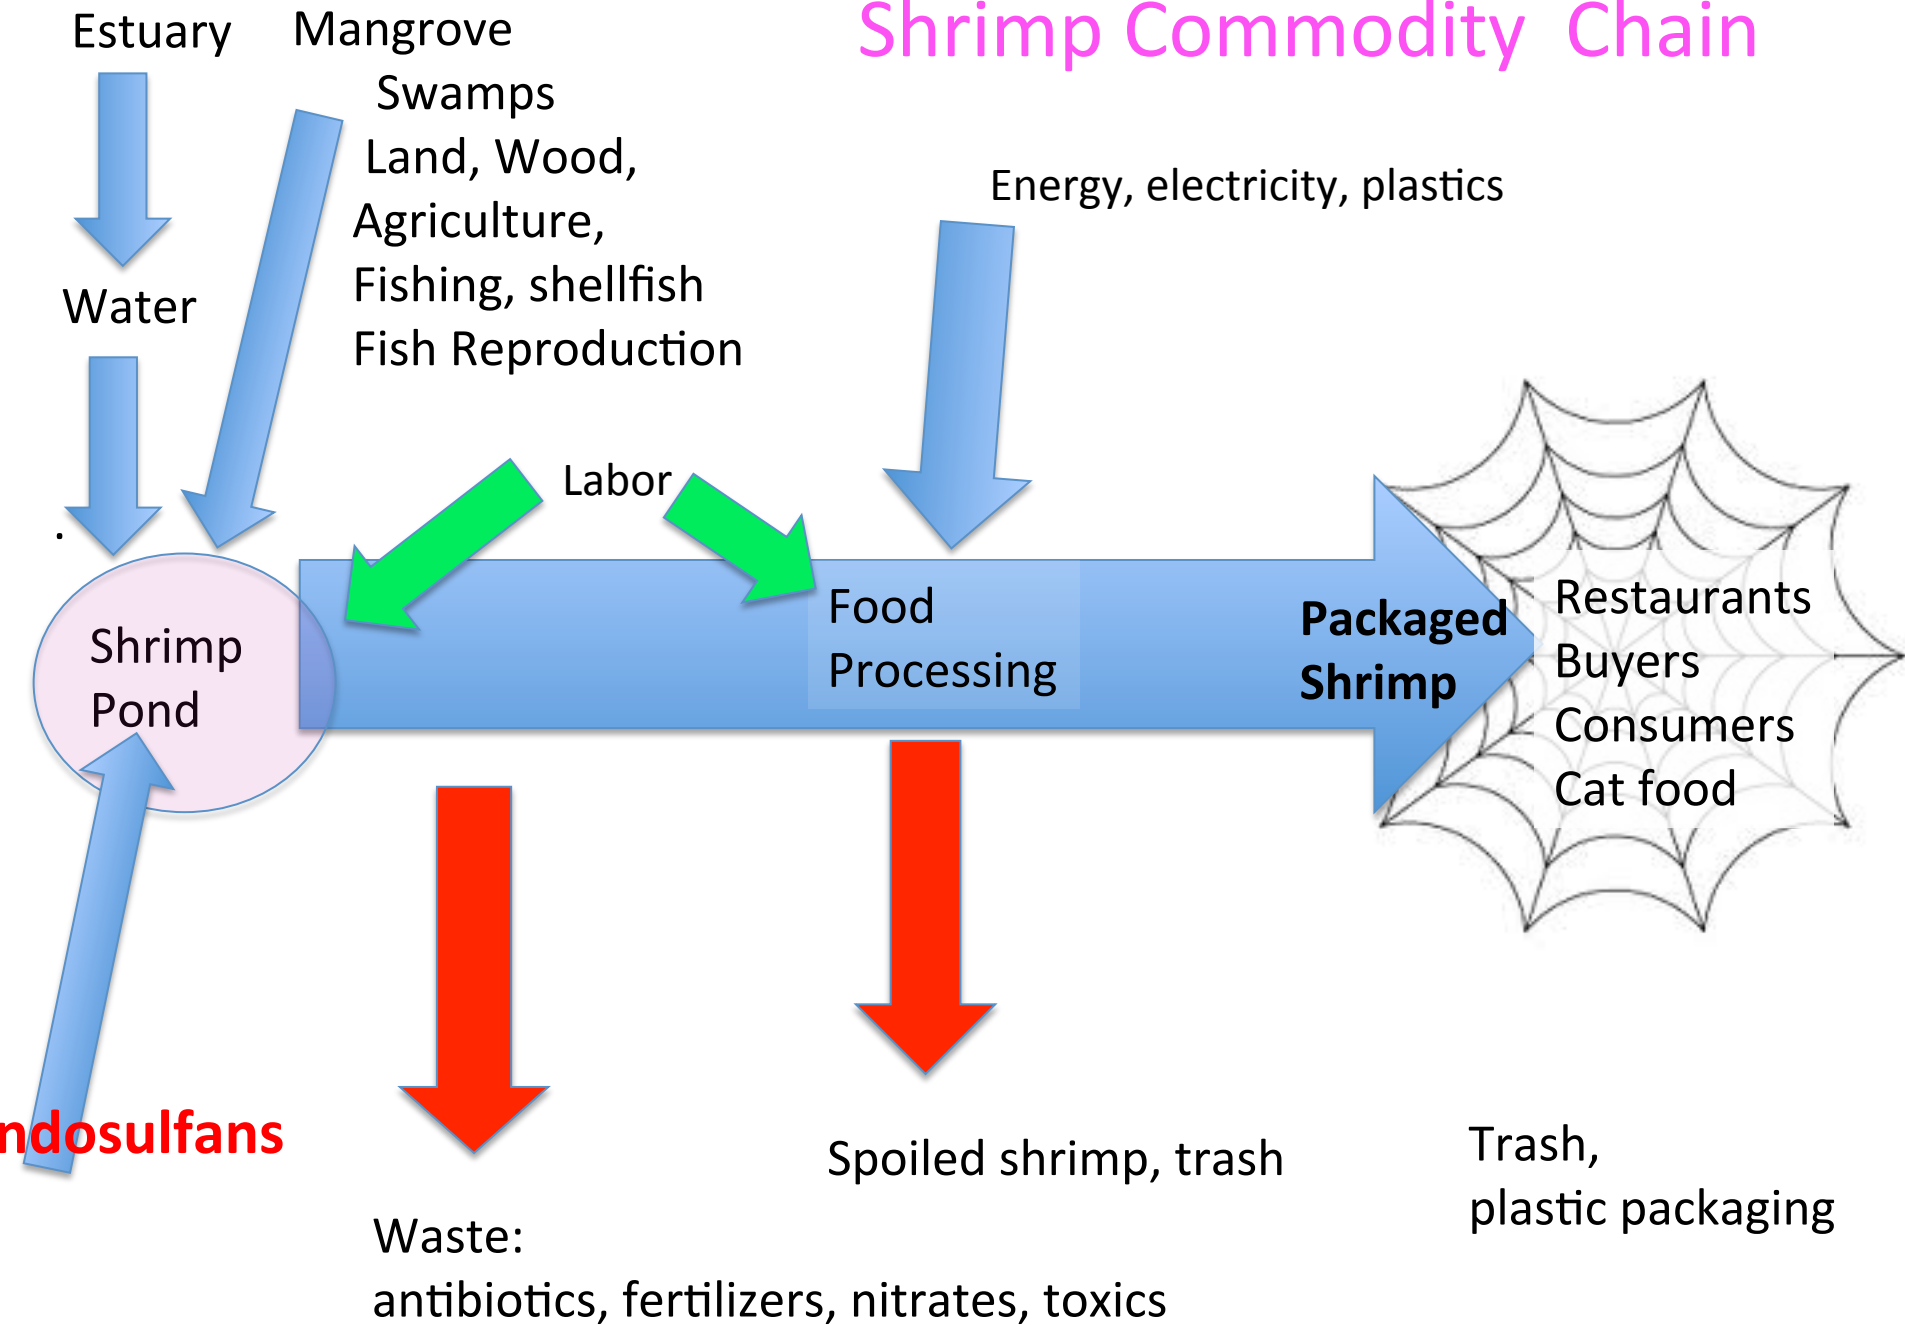 Shrimp Commodity Chain
Estuary
Mangrove
Swamps
Land, Wood,
Agriculture,
Fishing, shellfish
Fish Reproduction
Energy, electricity, plastics
Water
Labor
.
Shrimp
Pond
Food
Processing
Packaged
Shrimp
Restaurants
Buyers
Consumers
Cat food
ndosulfans
Spoiled shrimp, trash
Trash,
plastic packaging
Waste:
antibiotics, fertilizers, nitrates, toxics